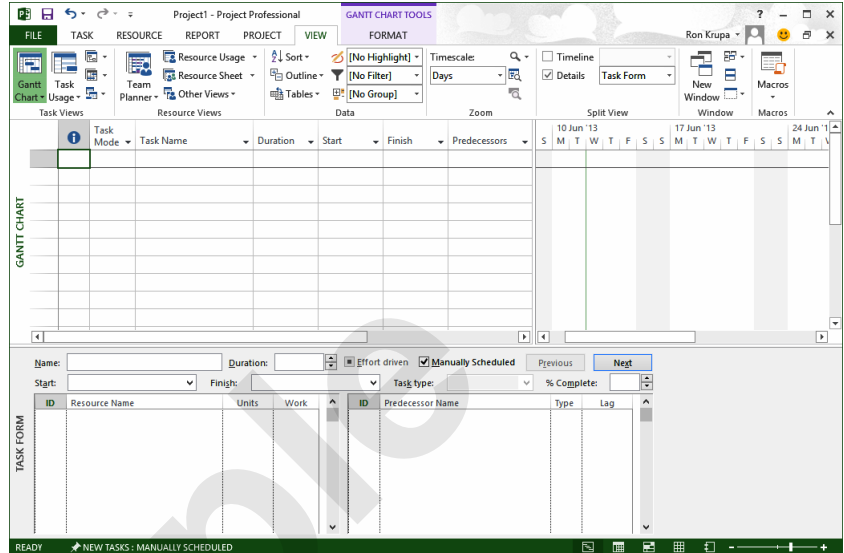 Project1 - Project Professional
GANTT CHART TOOLS
?
FILE TASK RESOURCE REPORT PROJECT VIEW FORMAT Ron Krupa
Gantt Chart
Task Usage
Team Planner
Resource Usage
Resource Sheet
Other Views
Sort
Outline
Tables
[No Highlight]
[No Filter]
[No Group]
Timescale:
Days
Timeline
Details Task Form
New Window
Macros
Task Views Resource Views Data Zoom Split View Window Macros
Task Mode Task Name Duration Start Finish Predecessors
10 Jun '13 17 Jun '13 24 Jun '1
S M T W T F S S M T W T F S S M T
GANTT CHART
Name: Duration: Effort driven Manually Scheduled Previous Next
Start: Finish: Task type: % Complete:
ID Resource Name Units Work ID Predecessor Name Type Lag
TASK FORM
READY NEW TASKS : MANUALLY SCHEDULED